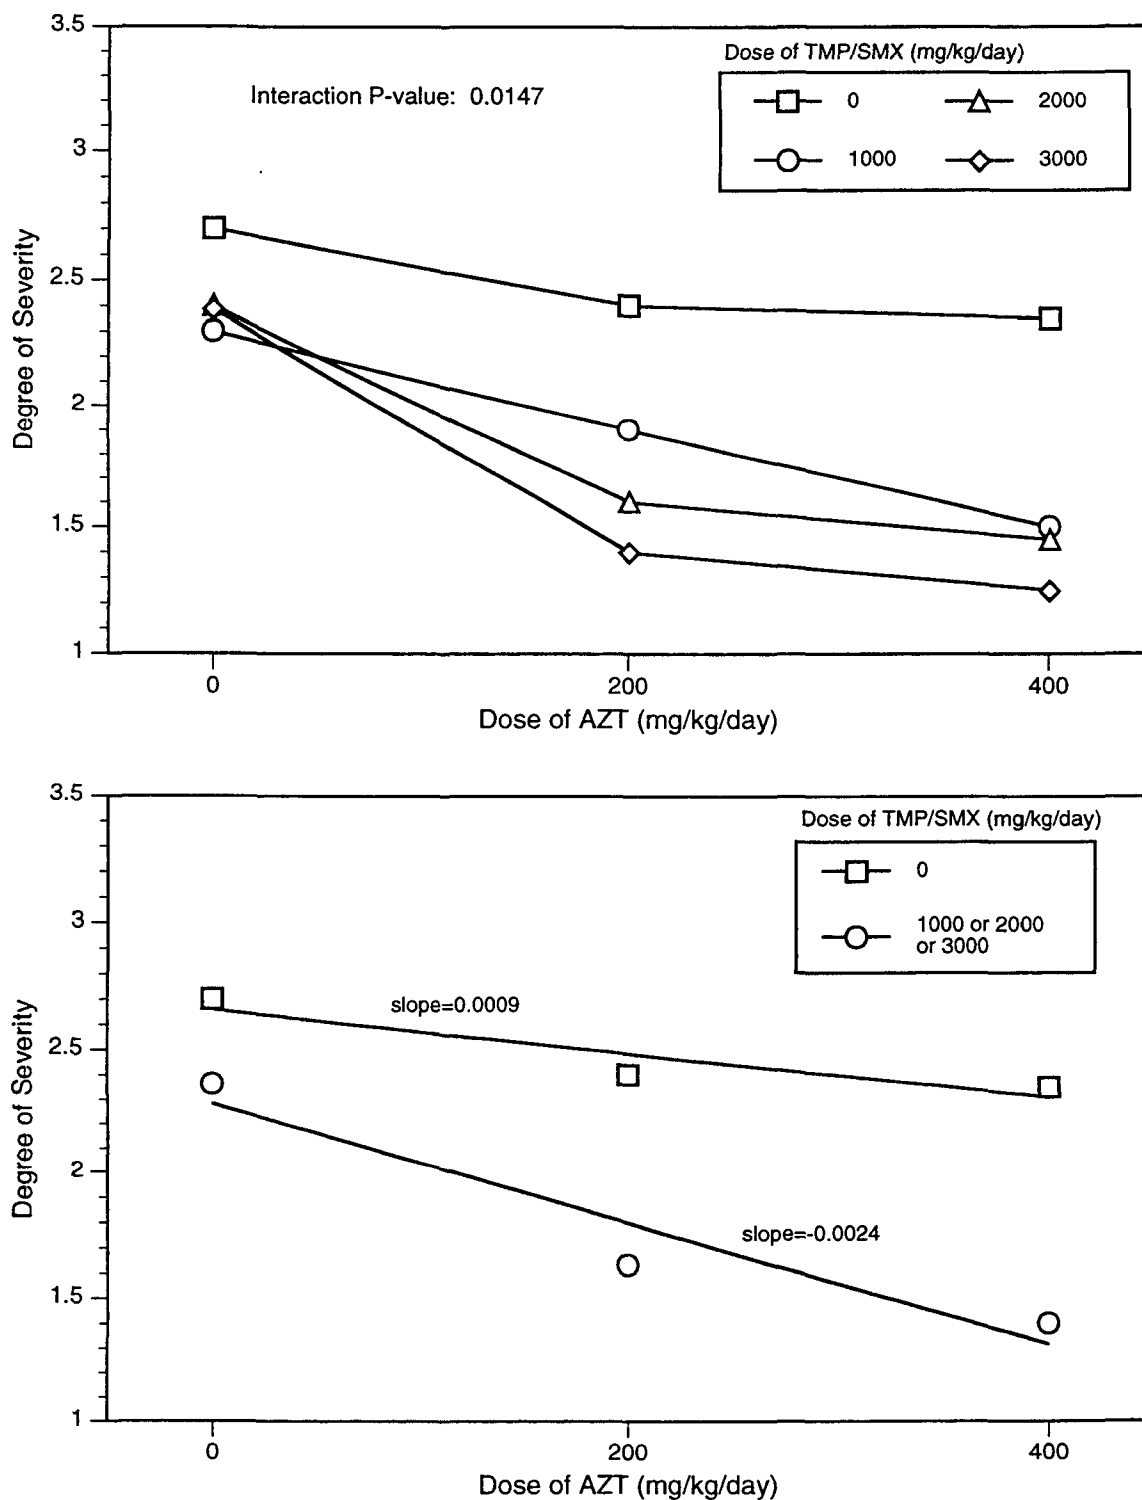 3.5
Dose of TMP/SMX (mg/kg/day)
Interaction P-value: 0.0147
0
2000
1000
3000
3
2.5
2
1.5
1
Degree of Severity
0
200
400
Dose of AZT (mg/kg/day)
3.5
Dose of TMP/SMX (mg/kg/day)
0
1000 or 2000
or 3000
3
2.5
2
1.5
1
Degree of Severity
slope=0.0009
slope=-0.0024
0
200
400
Dose of AZT (mg/kg/day)